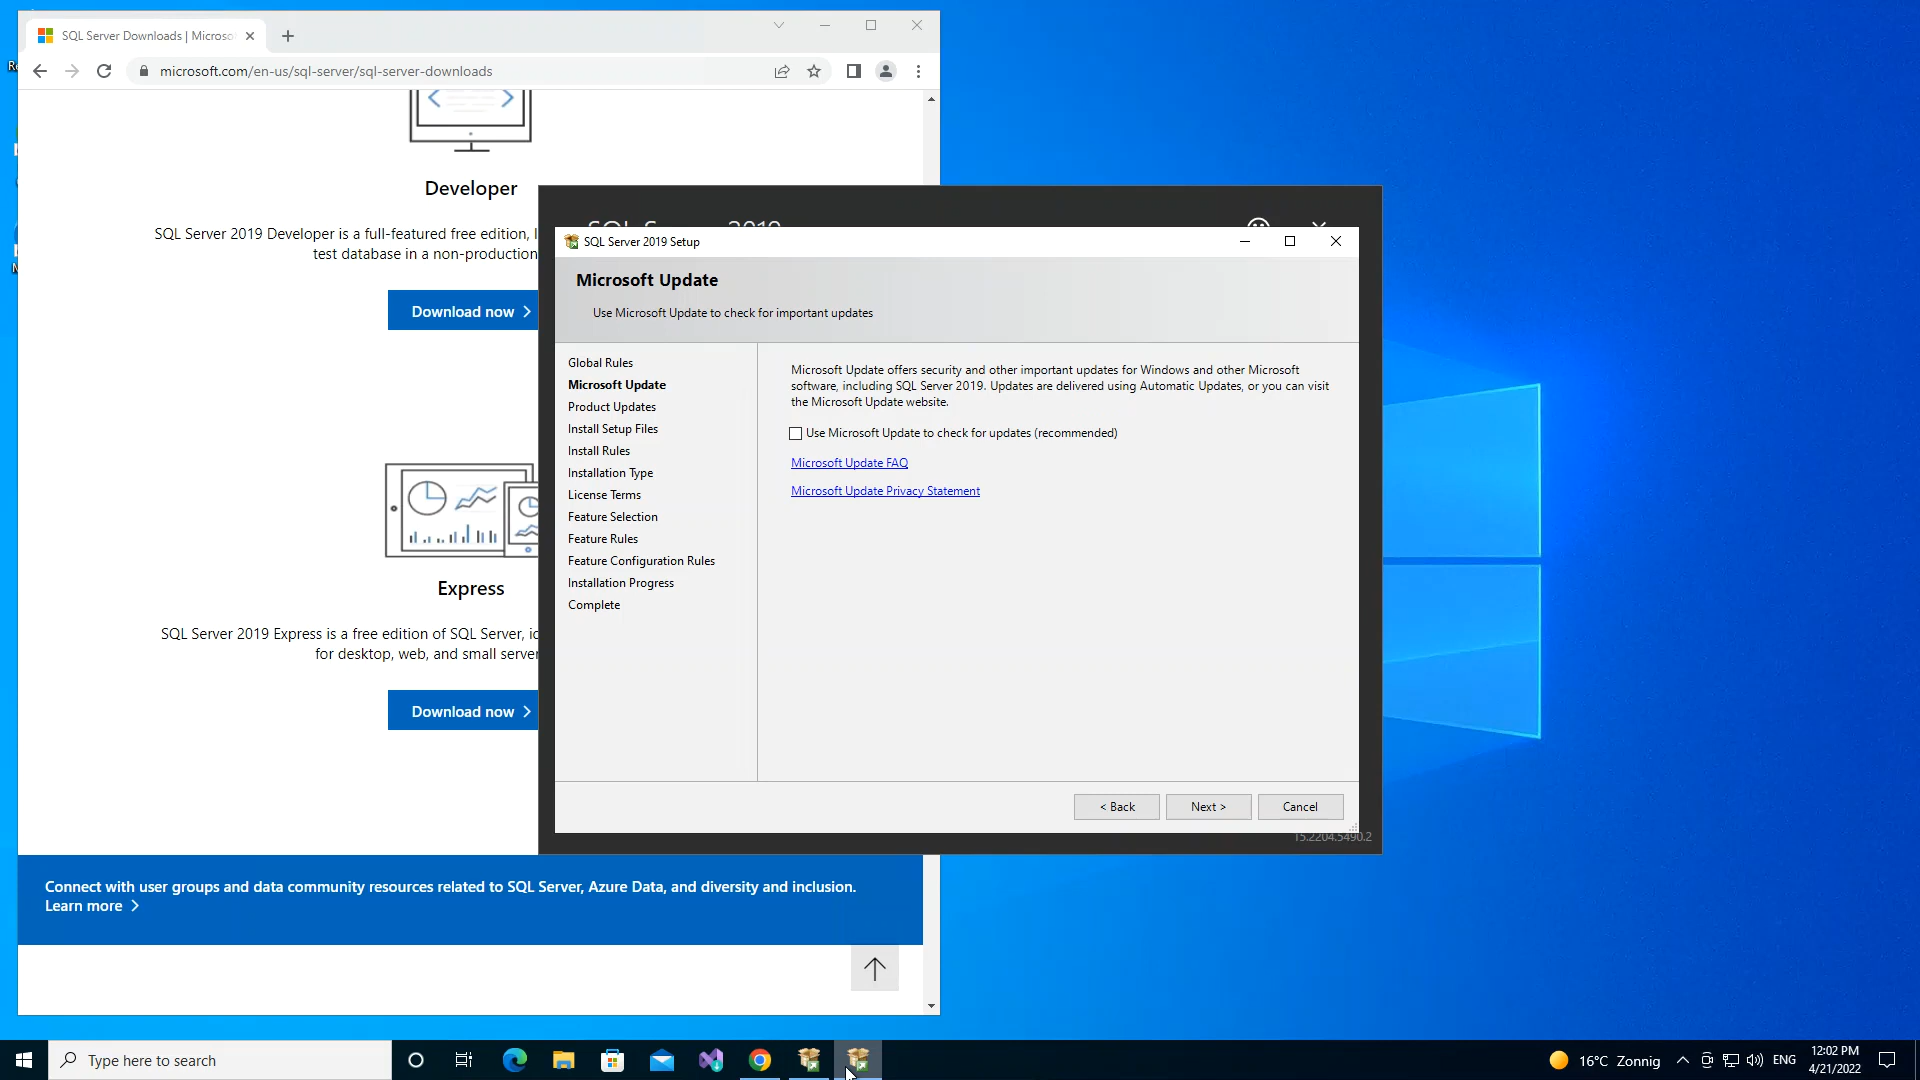 SQL Server Downloads | Microso
microsoft.com/en-us/sql-server/sql-server-downloads
Developer
SQL Server 2019 Developer is a full-featured free edition,
test database in a non-production
Download now
Express
SQL Server 2019 Express is a free edition of SQL Server,
for desktop, web, and small server
Download now
Connect with user groups and data community resources related to SQL Server, Azure Data, and diversity and inclusion.
Learn more
SQL Server 2019
SQL Server 2019 Setup
Microsoft Update
Use Microsoft Update to check for important updates
Global Rules
Microsoft Update
Product Updates
Install Setup Files
Install Rules
Installation Type
License Terms
Feature Selection
Feature Rules
Feature Configuration Rules
Installation Progress
Complete
Microsoft Update offers security and other important updates for Windows and other Microsoft
software, including SQL Server 2019. Updates are delivered using Automatic Updates, or you can visit
the Microsoft Update website.
Use Microsoft Update to check for updates (recommended)
Microsoft Update FAQ
Microsoft Update Privacy Statement
< Back
Next >
Cancel
15.2204.5490.2
Type here to search
16°C Zonnig
ENG
12:02 PM
4/21/2022